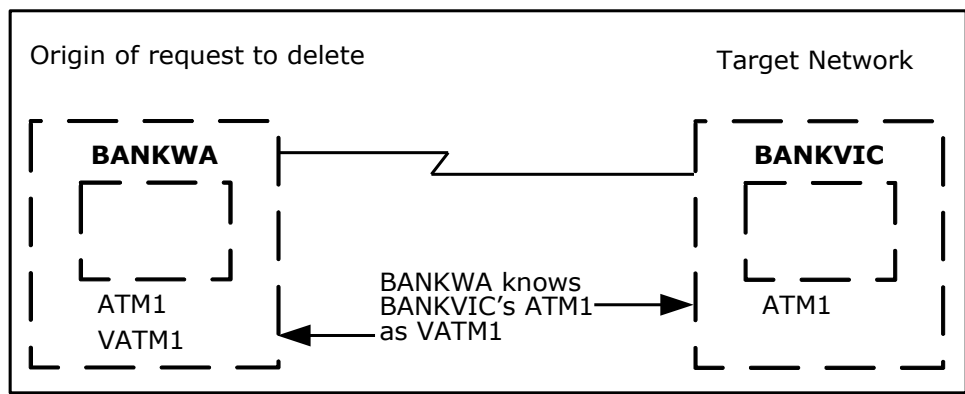 Origin of request to delete
Target Network
BANKWA
BANKVIC
ATM1
VATM1
BANKWA knows
BANKVIC’s ATM1
as VATM1
ATM1